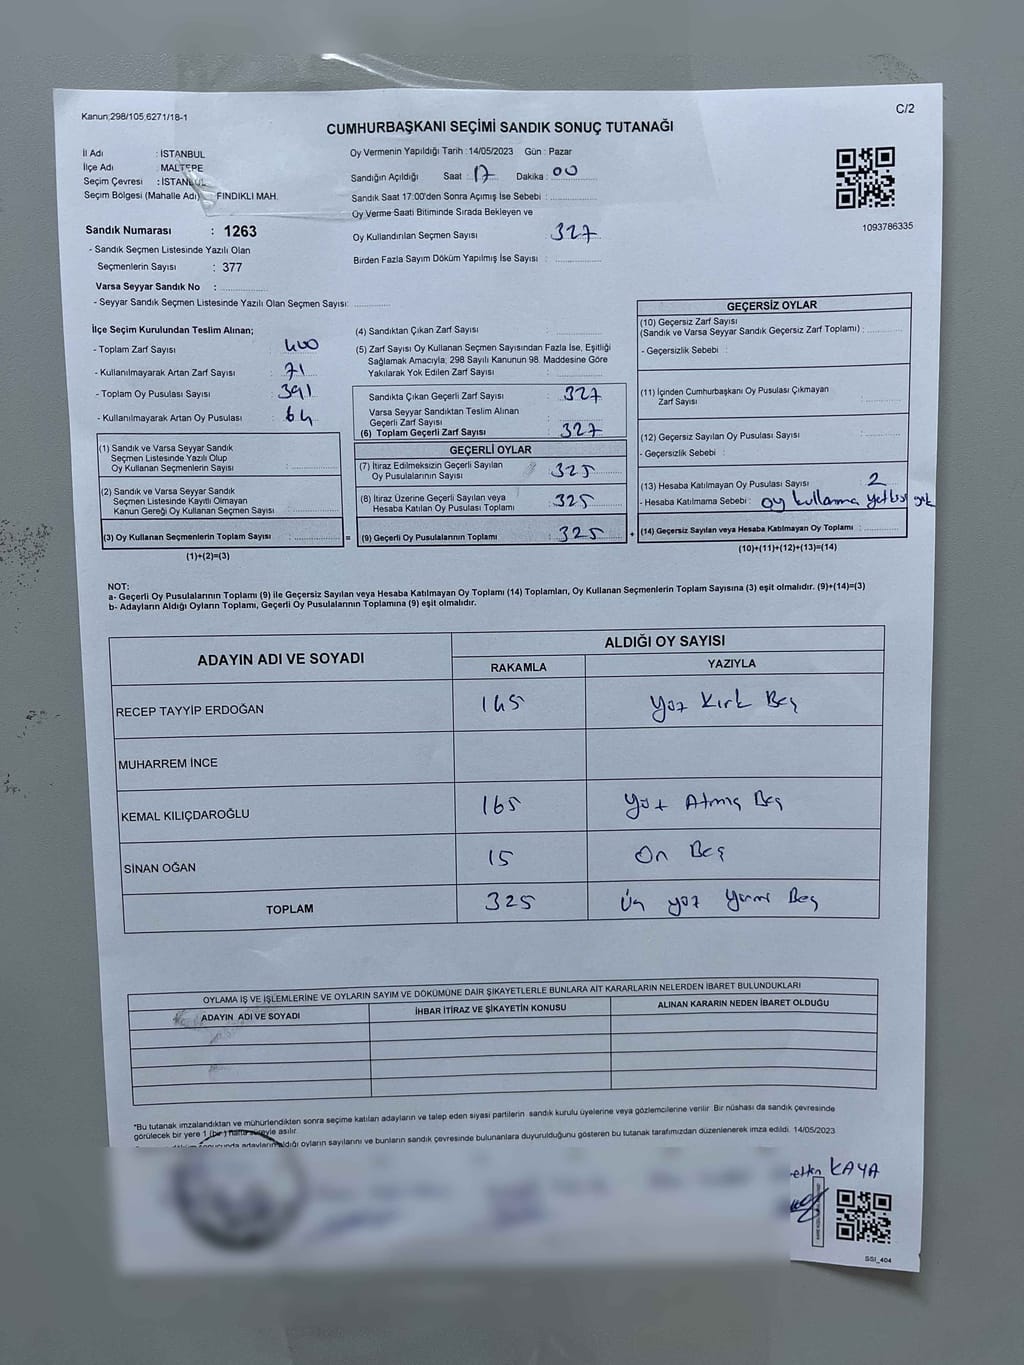 Kanun;298/105,6271/18-1
C/2
CUMHURBAŞKANI SEÇİMİ SANDIK SONUÇ TUTANAĞI
İl Adı : İSTANBUL
İlçe Adı : MALTEPE
Seçim Çevresi : İSTANBUL
Seçim Bölgesi (Mahalle Adı) FINDIKLI MAH.
Oy Vermenin Yapıldığı Tarih :14/05/2023 Gün : Pazar
Sandığın Açıldığı Saat : 17 Dakika : 00
Sandık Saat 17:00'den Sonra Açımış İse Sebebi :
Oy Verme Saati Bitiminde Sırada Bekleyen ve
Oy Kullandırılan Seçmen Sayısı : 327
Birden Fazla Sayım Döküm Yapılmış İse Sayısı :
1093786335
Sandık Numarası : 1263
- Sandık Seçmen Listesinde Yazılı Olan
Seçmenlerin Sayısı : 377
Varsa Seyyar Sandık No :
- Seyyar Sandık Seçmen Listesinde Yazılı Olan Seçmen Sayısı:
İlçe Seçim Kurulundan Teslim Alınan;
- Toplam Zarf Sayısı : 400
- Kullanılmayarak Artan Zarf Sayısı : 71
- Toplam Oy Pusulası Sayısı : 391
- Kullanılmayarak Artan Oy Pusulası : 64
(1) Sandık ve Varsa Seyyar Sandık
Seçmen Listesinde Yazılı Olup
Oy Kullanan Seçmenlerin Sayısı :
(2) Sandık ve Varsa Seyyar Sandık
Seçmen Listesinde Kayıtlı Olmayan
Kanun Gereği Oy Kullanan Seçmen Sayısı :
(3) Oy Kullanan Seçmenlerin Toplam Sayısı : =
(1)+(2)=(3)
(4) Sandıktan Çıkan Zarf Sayısı :
(5) Zarf Sayısı Oy Kullanan Seçmen Sayısından Fazla İse, Eşitliği
Sağlamak Amacıyla; 298 Sayılı Kanunun 98. Maddesine Göre
Yakılarak Yok Edilen Zarf Sayısı :
Sandıkta Çıkan Geçerli Zarf Sayısı : 327
Varsa Seyyar Sandıktan Teslim Alınan
Geçerli Zarf Sayısı :
(6) Toplam Geçerli Zarf Sayısı : 327
GEÇERLİ OYLAR
(7) İtiraz Edilmeksizin Geçerli Sayılan
Oy Pusulalarının Sayısı : 325
(8) İtiraz Üzerine Geçerli Sayılan veya
Hesaba Katılan Oy Pusulası Toplamı : 325
(9) Geçerli Oy Pusulalarının Toplamı : 325 +
GEÇERSİZ OYLAR
(10) Geçersiz Zarf Sayısı
(Sandık ve Varsa Seyyar Sandık Geçersiz Zarf Toplamı) :
- Geçersizlik Sebebi :
(11) İçinden Cumhurbaşkanı Oy Pusulası Çıkmayan
Zarf Sayısı :
(12) Geçersiz Sayılan Oy Pusulası Sayısı :
- Geçersizlik Sebebi :
(13) Hesaba Katılmayan Oy Pusulası Sayısı : 2
- Hesaba Katılmama Sebebi : oy kullanma yetkisi yok
(14) Geçersiz Sayılan veya Hesaba Katılmayan Oy Toplamı :
(10)+(11)+(12)+(13)=(14)
NOT:
a- Geçerli Oy Pusulalarının Toplamı (9) ile Geçersiz Sayılan veya Hesaba Katılmayan Oy Toplamı (14) Toplamları, Oy Kullanan Seçmenlerin Toplam Sayısına (3) eşit olmalıdır. (9)+(14)=(3)
b- Adayların Aldığı Oyların Toplamı, Geçerli Oy Pusulalarının Toplamına (9) eşit olmalıdır.
ADAYIN ADI VE SOYADI
ALDIĞI OY SAYISI
RAKAMLA YAZIYLA
RECEP TAYYİP ERDOĞAN 145 Yüz Kırk Beş
MUHARREM İNCE
KEMAL KILIÇDAROĞLU 165 Yüz Atmış Beş
SİNAN OĞAN 15 On Beş
TOPLAM 325 Üç yüz Yirmi Beş
OYLAMA İŞ VE İŞLEMLERİNE VE OYLARIN SAYIM VE DÖKÜMÜNE DAİR ŞİKAYETLERLE BUNLARA AİT KARARLARIN NELERDEN İBARET BULUNDUKLARI
ADAYIN ADI VE SOYADI İHBAR İTİRAZ VE ŞİKAYETİN KONUSU ALINAN KARARIN NEDEN İBARET OLDUĞU
*Bu tutanak imzalandıktan ve mühürlendikten sonra seçime katılan adayların ve talep eden siyasi partilerin sandık kurulu üyelerine veya gözlemcilerine verilir. Bir nüshası da sandık çevresinde
görülecek bir yere 1 (bir) hafta süreyle asılır.
adayların aldığı oyların sayılarını ve bunların sandık çevresinde bulunanlara duyurulduğunu gösteren bu tutanak tarafımızdan düzenlenerek imza edildi. 14/05/2023
KAYA
SSI_404